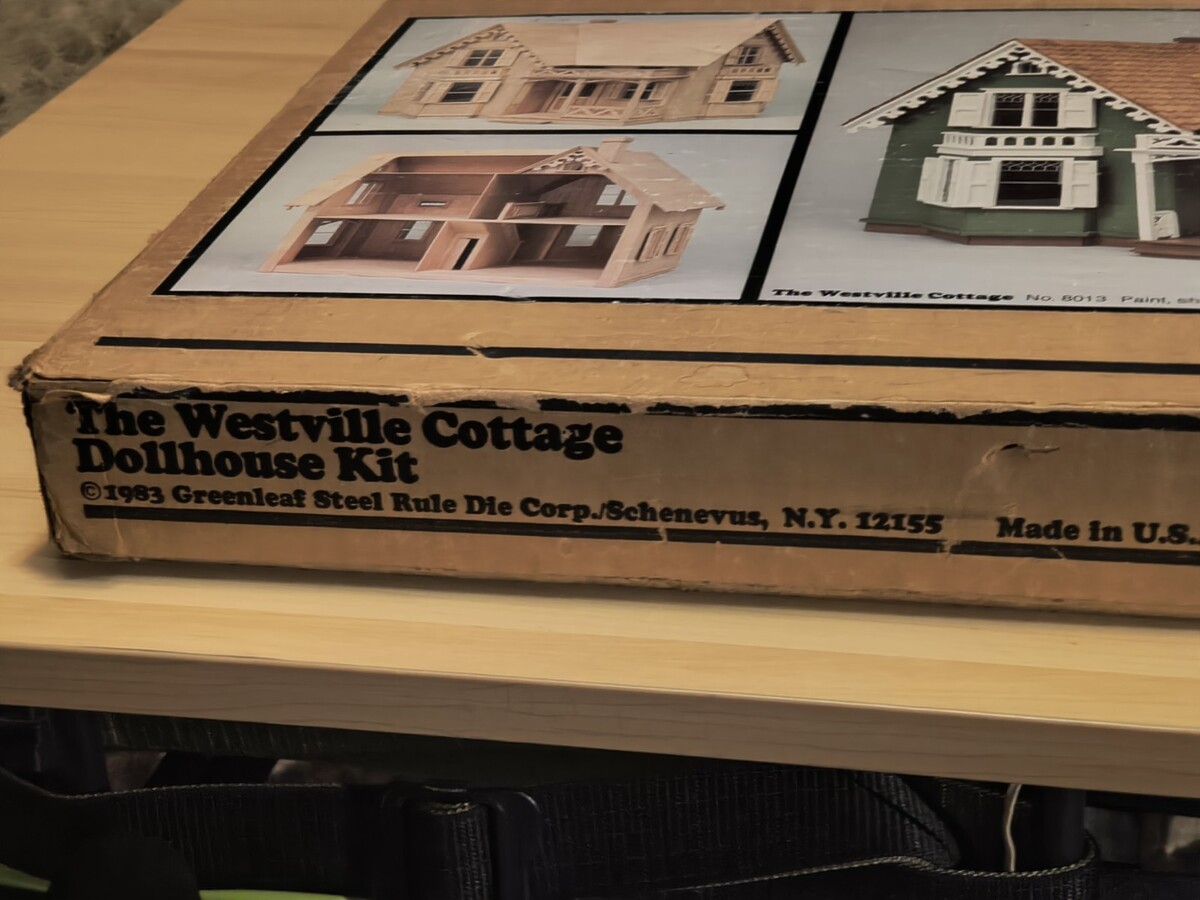 The Westville Cottage No. 8013 Paint,
The Westville Cottage
Dollhouse Kit
©1983 Greenleaf Steel Rule Die Corp./Schenevus, N.Y. 12155 Made in U.S.